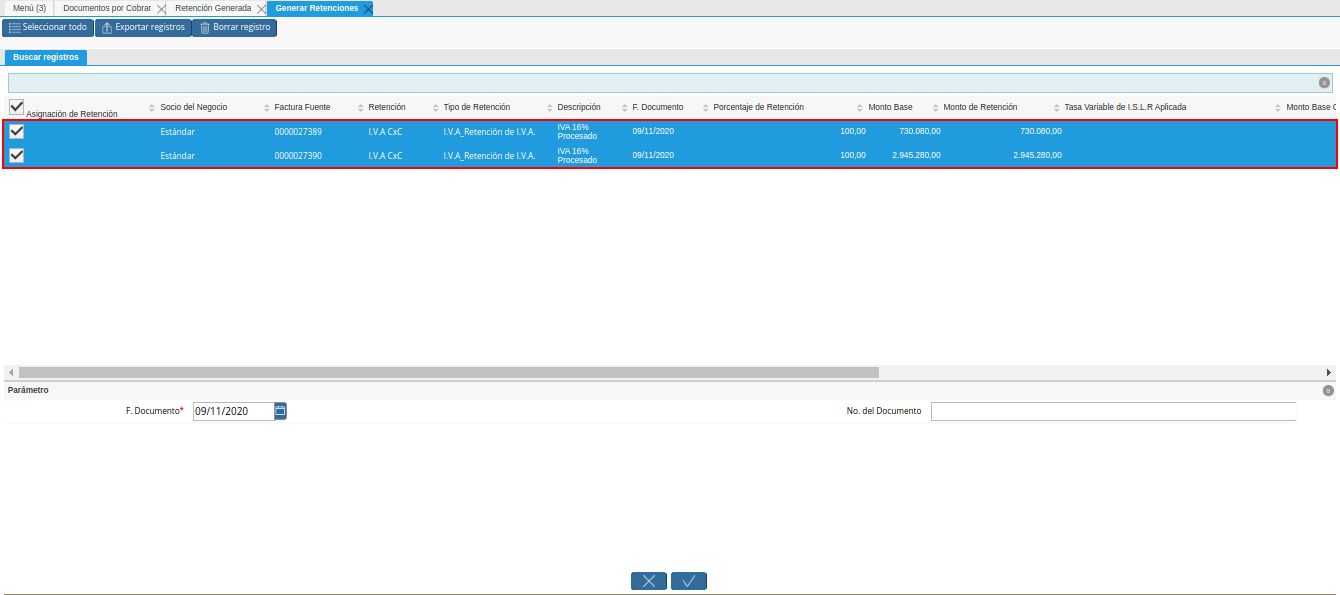 Menú (3) Documentos por Cobrar Retención Generada Generar Retenciones
Seleccionar todo Exportar registros Borrar registro
Buscar registros
Asignación de Retención Socio del Negocio Factura Fuente Retención Tipo de Retención Descripción F. Documento Porcentaje de Retención Monto Base Monto de Retención Tasa Variable de I.S.L.R Aplicada Monto Base C
Estándar 0000027389 I.V.A CxC I.V.A_Retención de I.V.A. IVA 16% Procesado 09/11/2020 100,00 730.080,00 730.080,00
Estándar 0000027390 I.V.A CxC I.V.A_Retención de I.V.A. IVA 16% Procesado 09/11/2020 100,00 2.945.280,00 2.945.280,00
Parámetro
F. Documento* 09/11/2020 No. del Documento